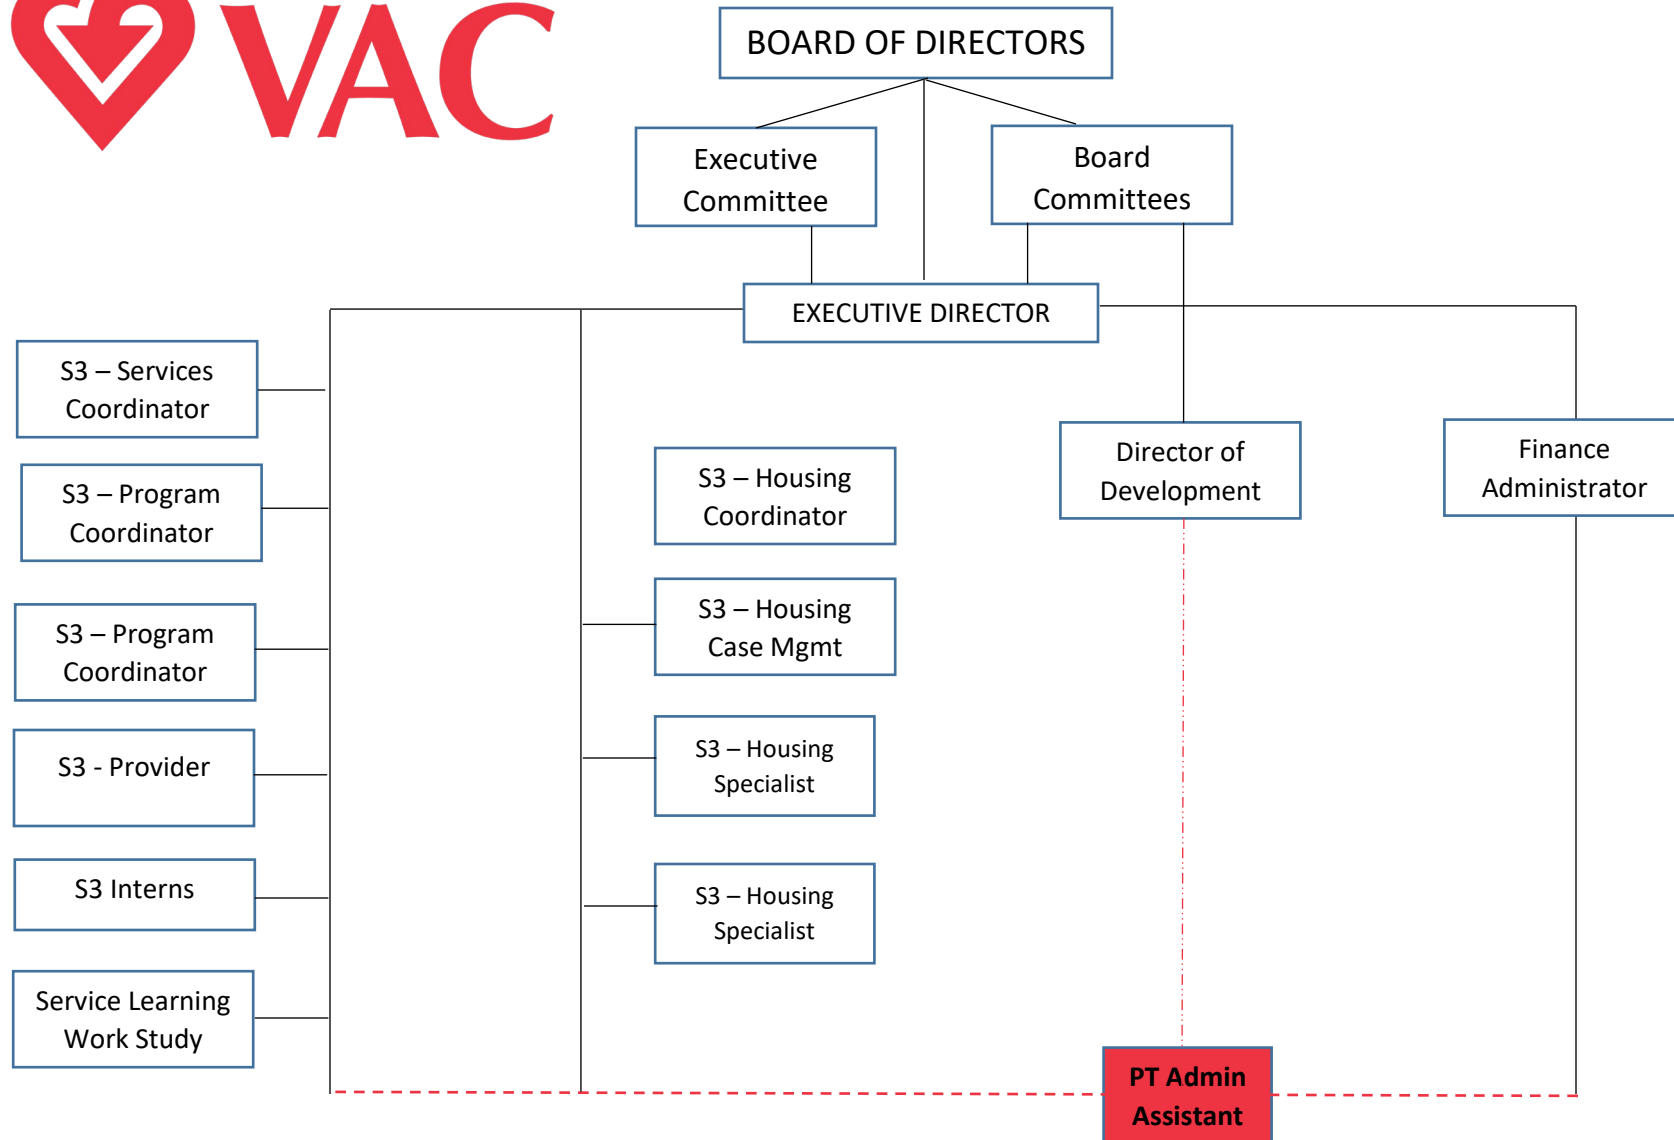 VAC
BOARD OF DIRECTORS
Executive
Committee
Board
Committees
EXECUTIVE DIRECTOR
S3 – Services
Coordinator
S3 – Program
Coordinator
S3 – Program
Coordinator
S3 - Provider
S3 Interns
Service Learning
Work Study
S3 – Housing
Coordinator
S3 – Housing
Case Mgmt
S3 – Housing
Specialist
S3 – Housing
Specialist
Director of
Development
Finance
Administrator
PT Admin
Assistant